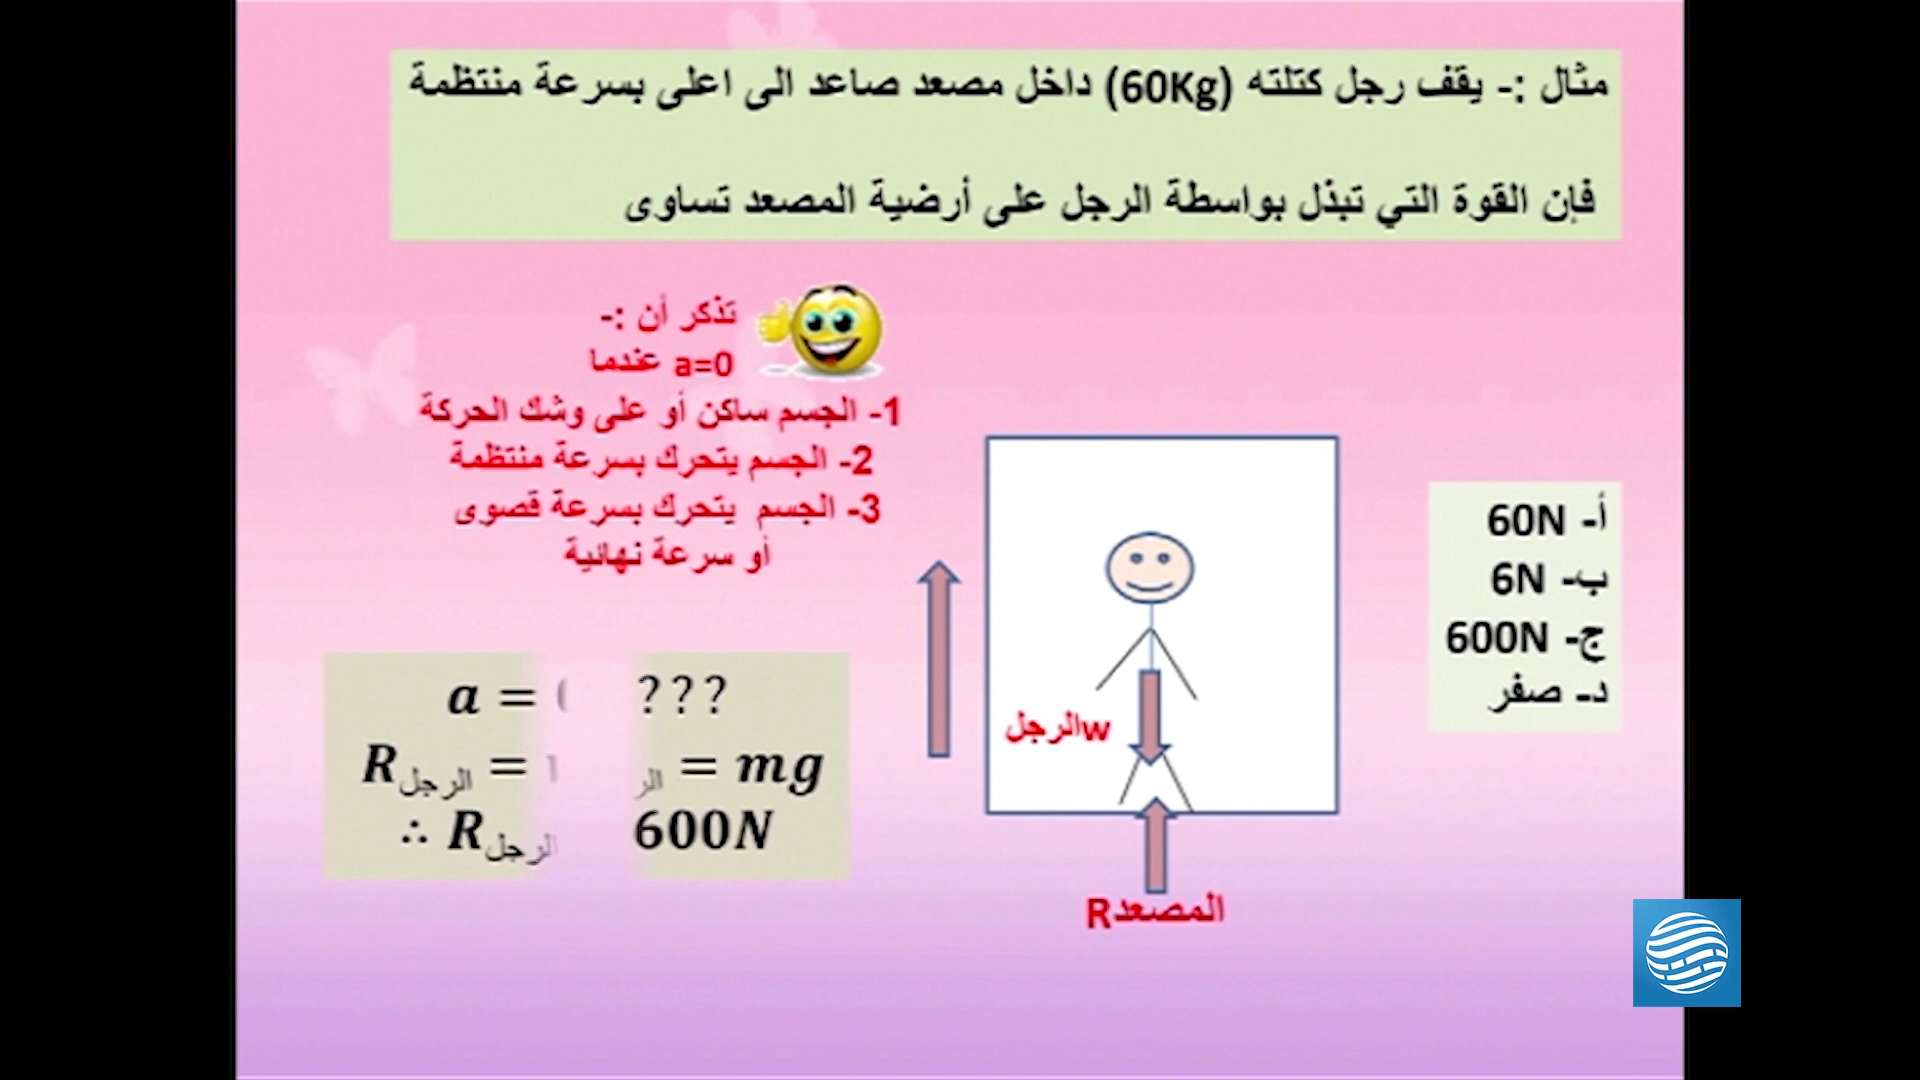 مثال :- يقف رجل كتلته (60Kg) داخل مصعد صاعد الى اعلى بسرعة منتظمة
فإن القوة التي تبذل بواسطة الرجل على أرضية المصعد تساوى
تذكر أن :-
a=0 عندما
1- الجسم ساكن أو على وشك الحركة
2- الجسم يتحرك بسرعة منتظمة
3- الجسم يتحرك بسرعة قصوى
أو سرعة نهائية
أ- 60N
ب- 6N
ج- 600N
د- صفر
wالرجل
Rالمصعد
a = ???
R الرجل = = mg
∴ R الرجل 600N